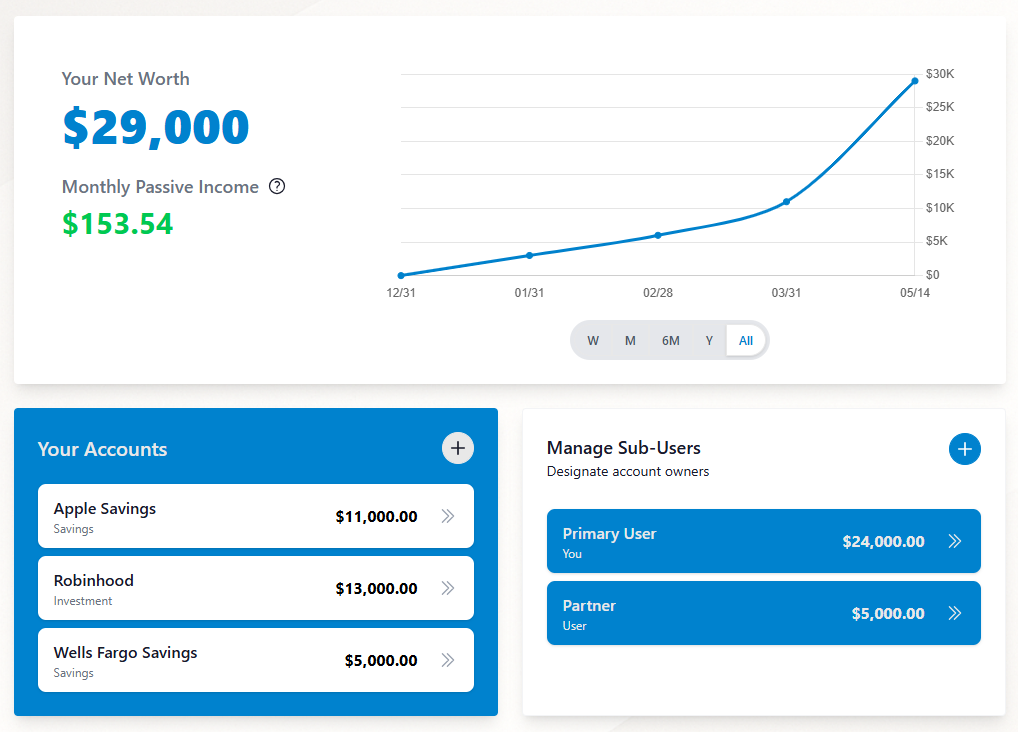 Your Net Worth
$29,000
Monthly Passive Income ?
$153.54
$30K
$25K
$20K
$15K
$10K
$5K
$0
12/31 01/31 02/28 03/31 05/14
W M 6M Y All
Your Accounts
+
Apple Savings
Savings
$11,000.00
Robinhood
Investment
$13,000.00
Wells Fargo Savings
Savings
$5,000.00
Manage Sub-Users
Designate account owners
+
Primary User
You
$24,000.00
Partner
User
$5,000.00